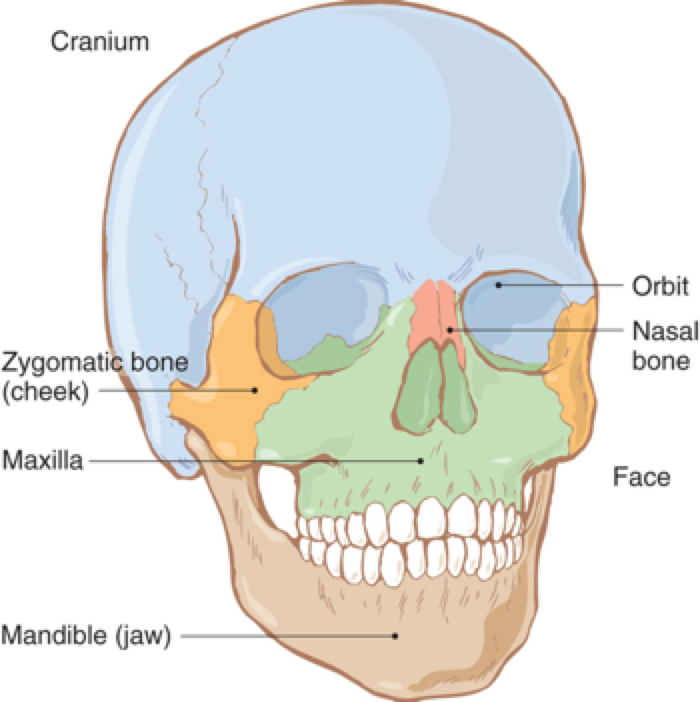 Cranium
Orbit
Nasal
bone
Zygomatic bone
(cheek)
Maxilla
Face
Mandible (jaw)